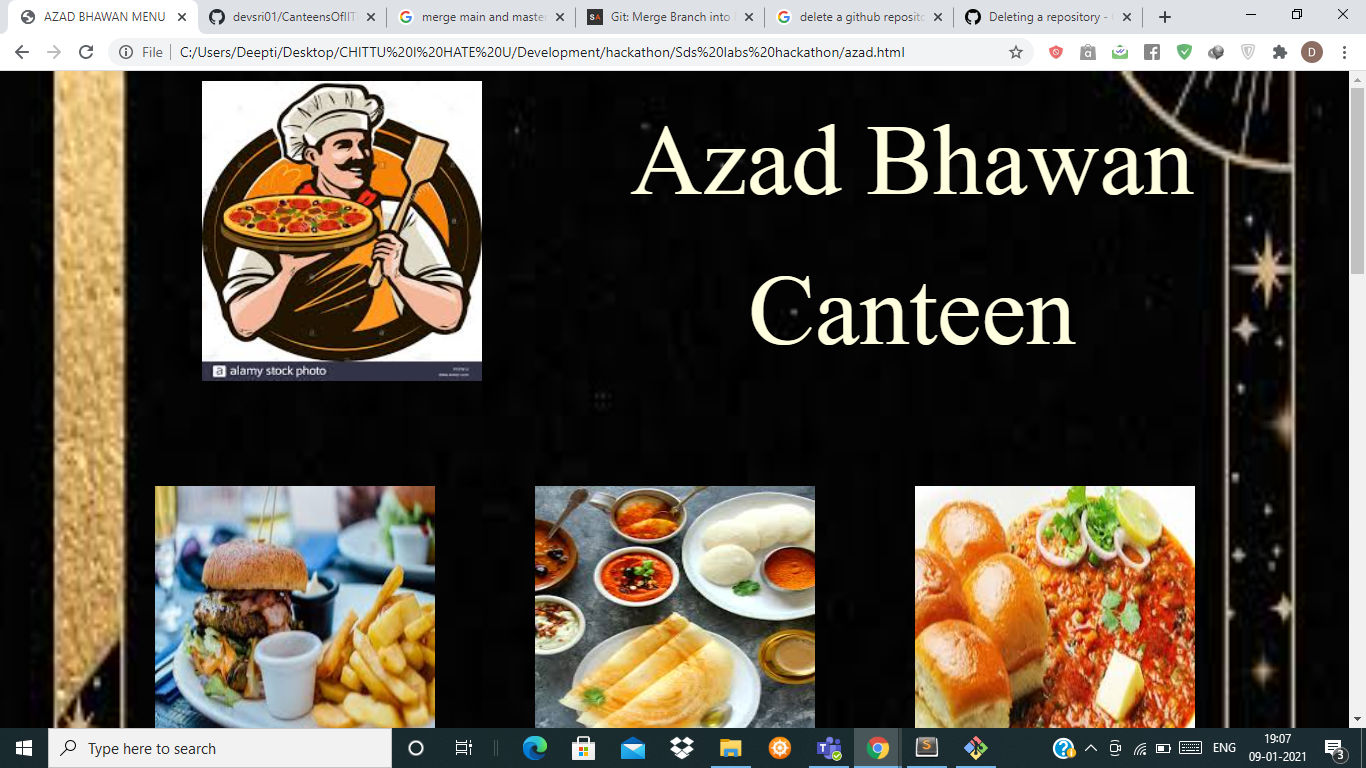 AZAD BHAWAN MENU
devsri01/CanteensOfIIT
merge main and master
Git: Merge Branch into
delete a github reposito
Deleting a repository -
File
C:/Users/Deepti/Desktop/CHITTU%20I%20HATE%20U/Development/hackathon/Sds%20labs%20hackathon/azad.html
D
Azad Bhawan
Canteen
a alamy stock photo
Type here to search
ENG
19:07
09-01-2021
3